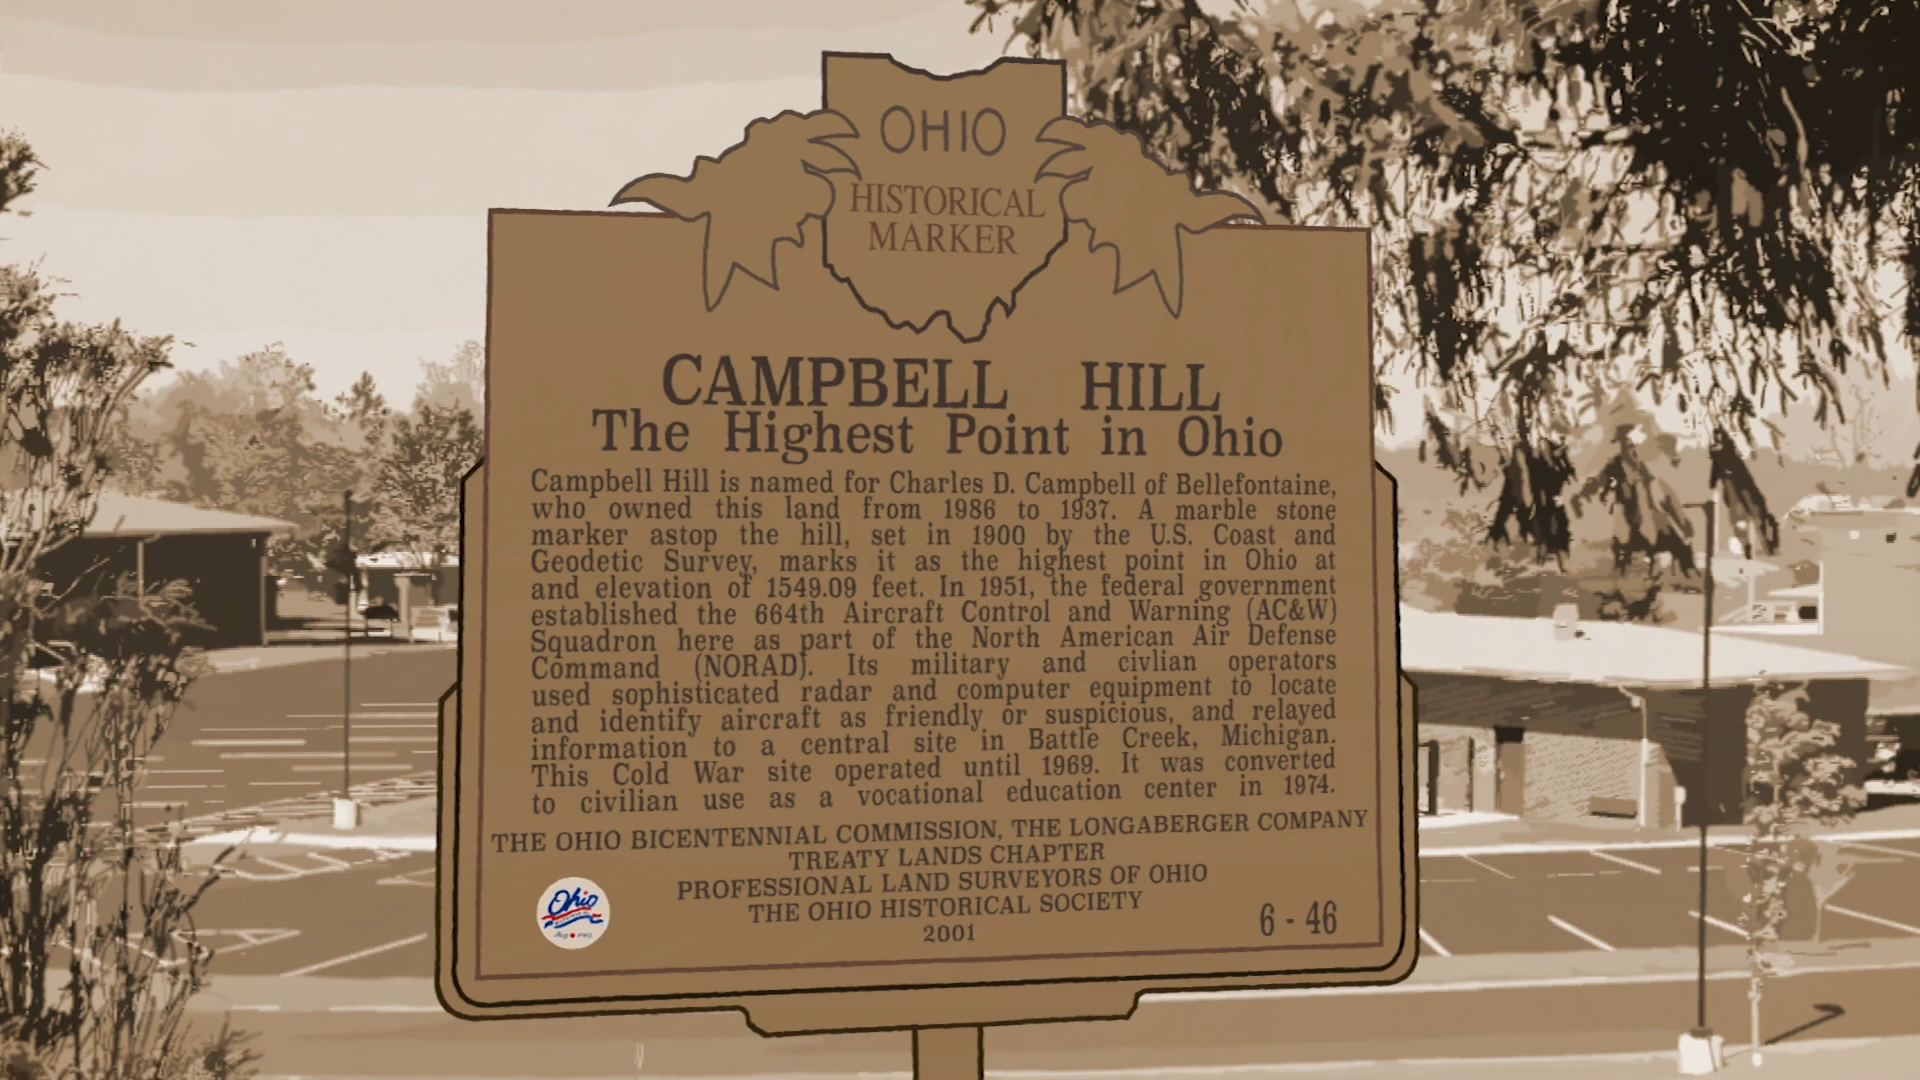 OHIO
HISTORICAL
MARKER
CAMPBELL HILL
The Highest Point in Ohio
Campbell Hill is named for Charles D. Campbell of Bellefontaine,
who owned this land from 1986 to 1937. A marble stone
marker astop the hill, set in 1900 by the U.S. Coast and
Geodetic Survey, marks it as the highest point in Ohio at
and elevation of 1549.09 feet. In 1951, the federal government
established the 664th Aircraft Control and Warning (AC&W)
Squadron here as part of the North American Air Defense
Command (NORAD). Its military and civlian operators
used sophisticated radar and computer equipment to locate
and identify aircraft as friendly or suspicious, and relayed
information to a central site in Battle Creek, Michigan.
This Cold War site operated until 1969. It was converted
to civilian use as a vocational education center in 1974.
THE OHIO BICENTENNIAL COMMISSION, THE LONGABERGER COMPANY
TREATY LANDS CHAPTER
PROFESSIONAL LAND SURVEYORS OF OHIO
THE OHIO HISTORICAL SOCIETY
2001
Ohio
6 - 46